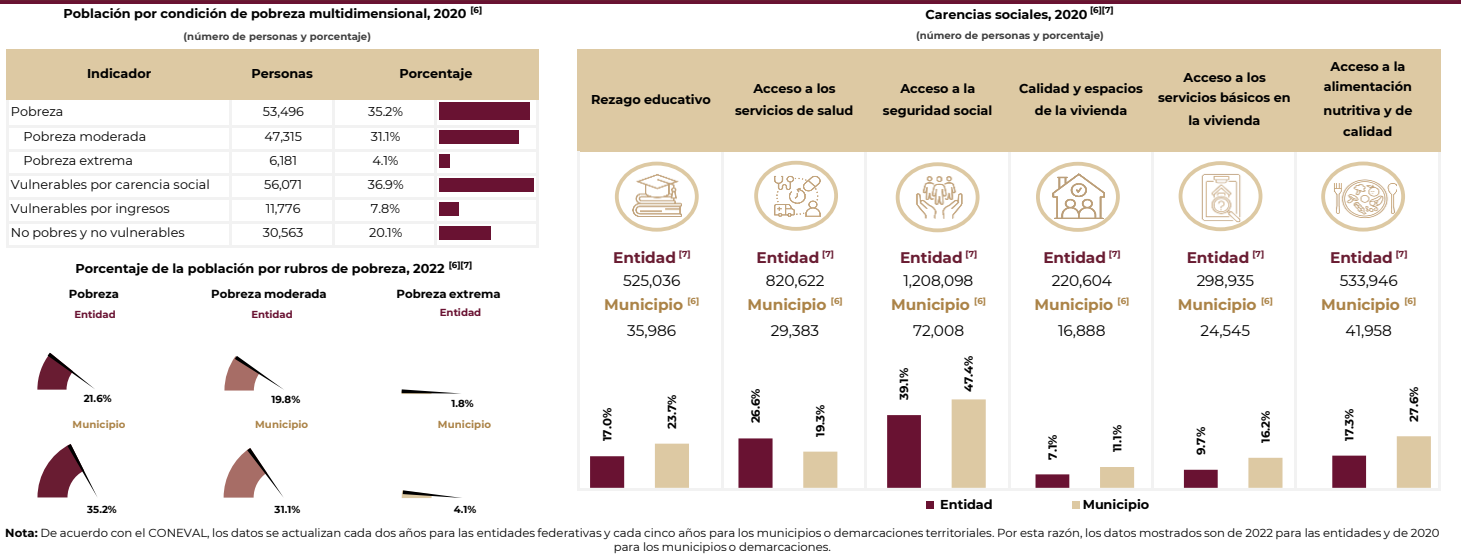 Población por condición de pobreza multidimensional, 2020 [6]
(número de personas y porcentaje)
Indicador Personas Porcentaje
Pobreza 53,496 35.2%
Pobreza moderada 47,315 31.1%
Pobreza extrema 6,181 4.1%
Vulnerables por carencia social 56,071 36.9%
Vulnerables por ingresos 11,776 7.8%
No pobres y no vulnerables 30,563 20.1%
Porcentaje de la población por rubros de pobreza, 2022 [6][7]
Pobreza Pobreza moderada Pobreza extrema
Entidad Entidad Entidad
21.6% 19.8% 1.8%
Municipio Municipio Municipio
35.2% 31.1% 4.1%
Carencias sociales, 2020 [6][7]
(número de personas y porcentaje)
Rezago educativo
Acceso a los
servicios de salud
Acceso a la
seguridad social
Calidad y espacios
de la vivienda
Acceso a los
servicios básicos en
la vivienda
Acceso a la
alimentación
nutritiva y de
calidad
Entidad [7] Entidad [7] Entidad [7] Entidad [7] Entidad [7] Entidad [7]
525,036 820,622 1,208,098 220,604 298,935 533,946
Municipio [6] Municipio [6] Municipio [6] Municipio [6] Municipio [6] Municipio [6]
35,986 29,383 72,008 16,888 24,545 41,958
17.0% 23.7% 26.6% 19.3% 39.1% 47.4% 7.1% 11.1% 9.7% 16.2% 17.3% 27.6%
Entidad Municipio
Nota: De acuerdo con el CONEVAL, los datos se actualizan cada dos años para las entidades federativas y cada cinco años para los municipios o demarcaciones territoriales. Por esta razón, los datos mostrados son de 2022 para las entidades y de 2020
para los municipios o demarcaciones.